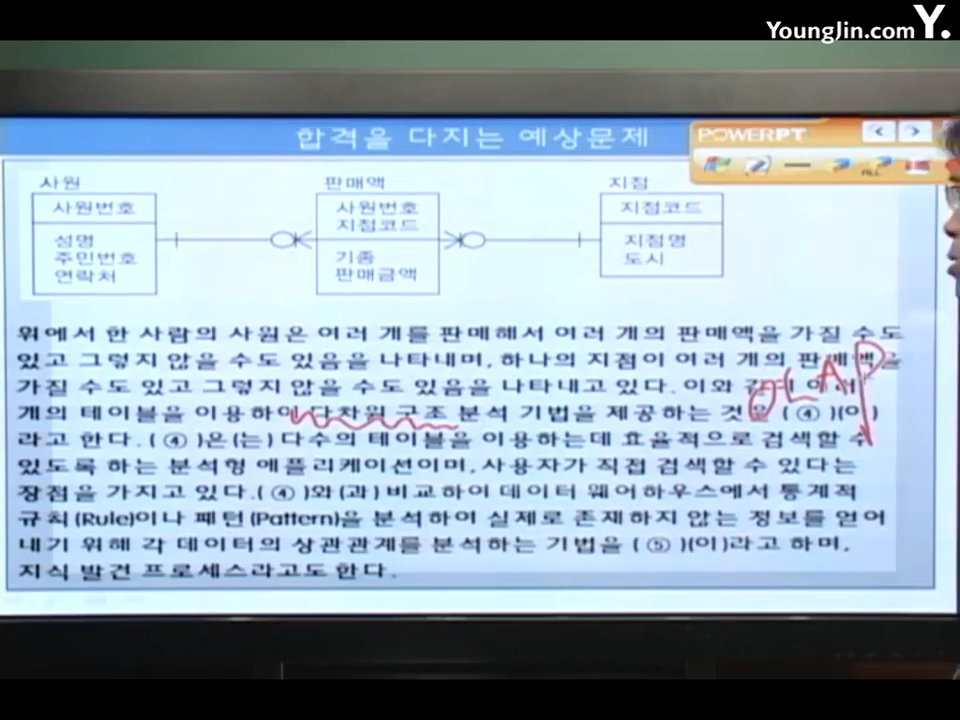 YoungJin.com Y.
합격을 다지는 예상문제
POWERPT
ALL
사원
판매액
지점
사원번호
사원번호
지점코드
지점코드
성명
주민번호
연락처
기종
판매금액
지점명
도시
위에서 한 사람의 사원은 여러 개를 판매해서 여러 개의 판매액을 가질 수도
있고 그렇지 않을 수도 있음을 나타내며, 하나의 지점이 여러 개의 판매액을
가질 수도 있고 그렇지 않을 수도 있음을 나타내고 있다. 이와 같이 여러
OLAP
개의 테이블을 이용하여 다차원 구조 분석 기법을 제공하는 것을 ( ④ )(이)
라고 한다. ( ④ )은(는) 다수의 테이블을 이용하는데 효율적으로 검색할 수
있도록 하는 분석형 애플리케이션이며, 사용자가 직접 검색할 수 있다는
장점을 가지고 있다. ( ④ )와(과) 비교하여 데이터 웨어하우스에서 통계적
규칙(Rule)이나 패턴(Pattern)을 분석하여 실제로 존재하지 않는 정보를 얻어
내기 위해 각 데이터의 상관관계를 분석하는 기법을 ( ⑤ )(이)라고 하며,
지식 발견 프로세스라고도 한다.